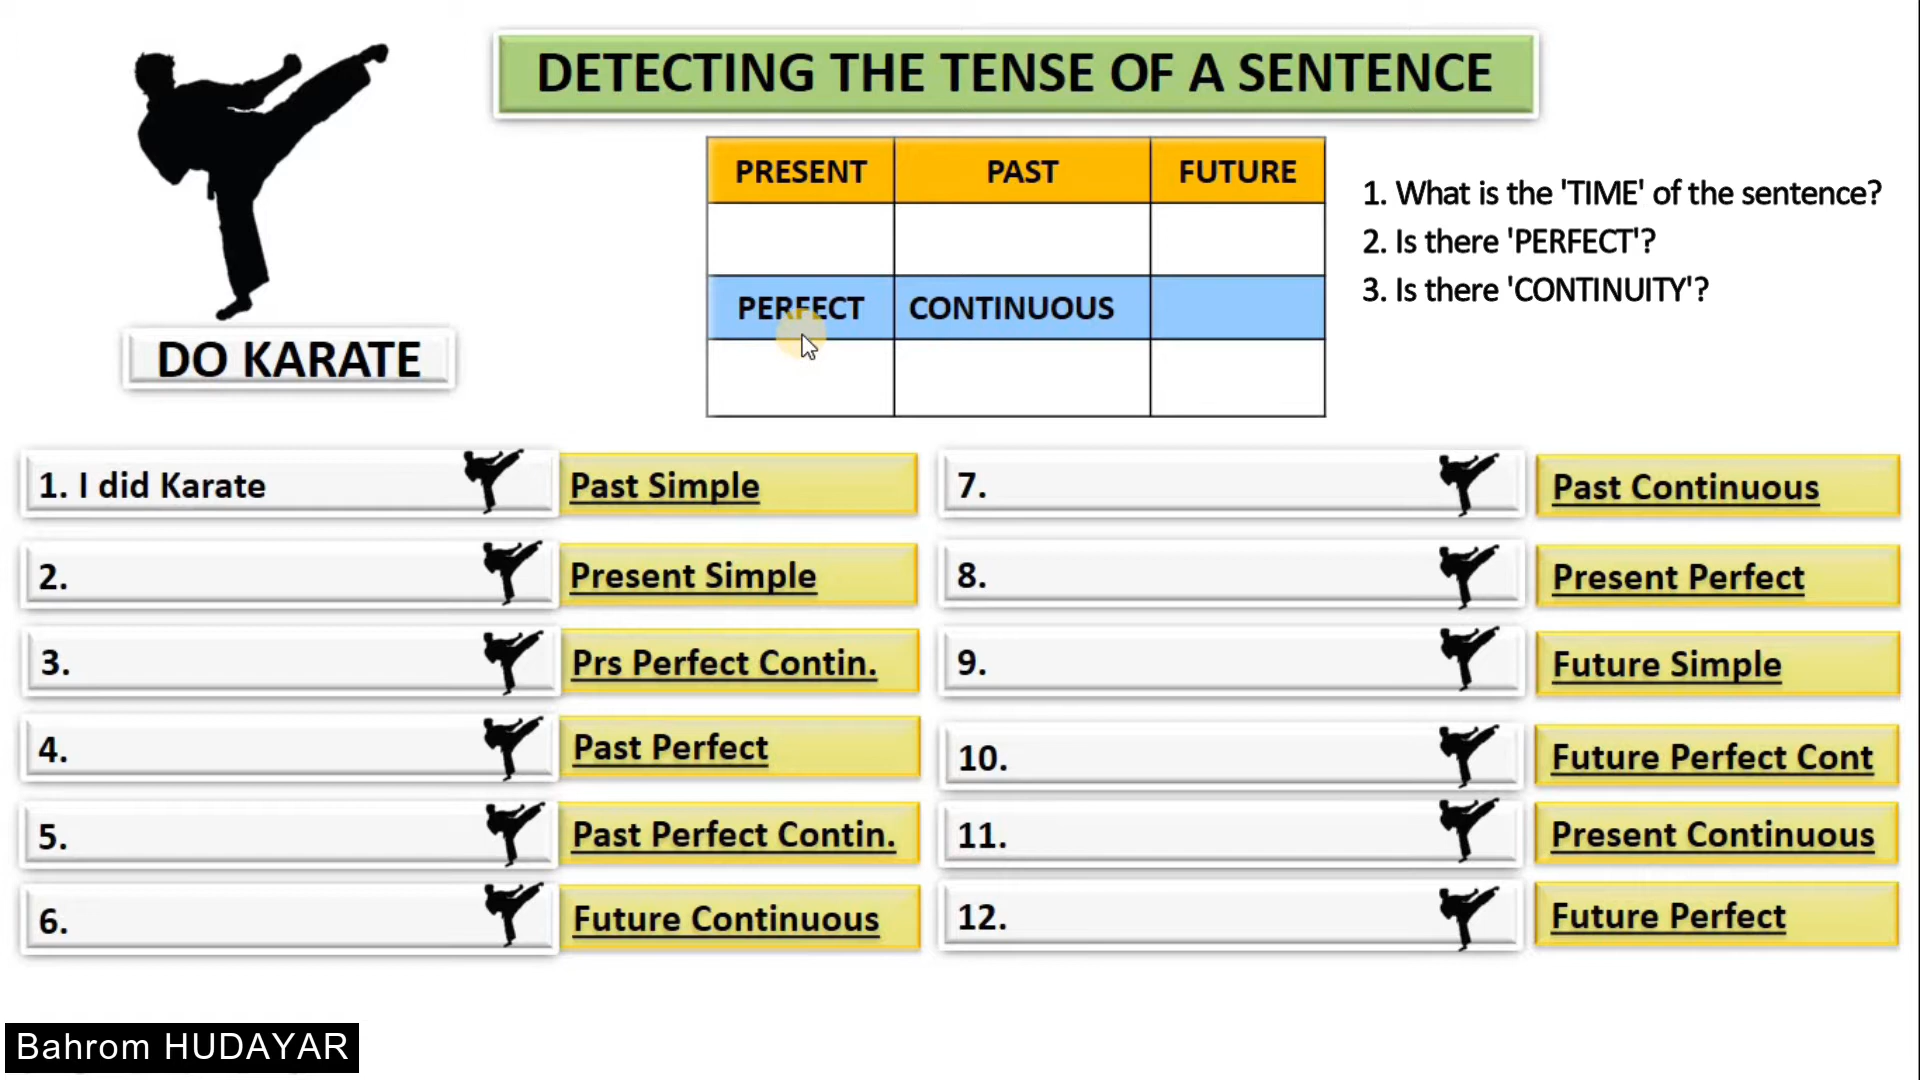 DETECTING THE TENSE OF A SENTENCE
PRESENT PAST FUTURE
PERFECT CONTINUOUS
1. What is the 'TIME' of the sentence?
2. Is there 'PERFECT'?
3. Is there 'CONTINUITY'?
DO KARATE
1. I did Karate Past Simple
2. Present Simple
3. Prs Perfect Contin.
4. Past Perfect
5. Past Perfect Contin.
6. Future Continuous
7. Past Continuous
8. Present Perfect
9. Future Simple
10. Future Perfect Cont
11. Present Continuous
12. Future Perfect
Bahrom HUDAYAR